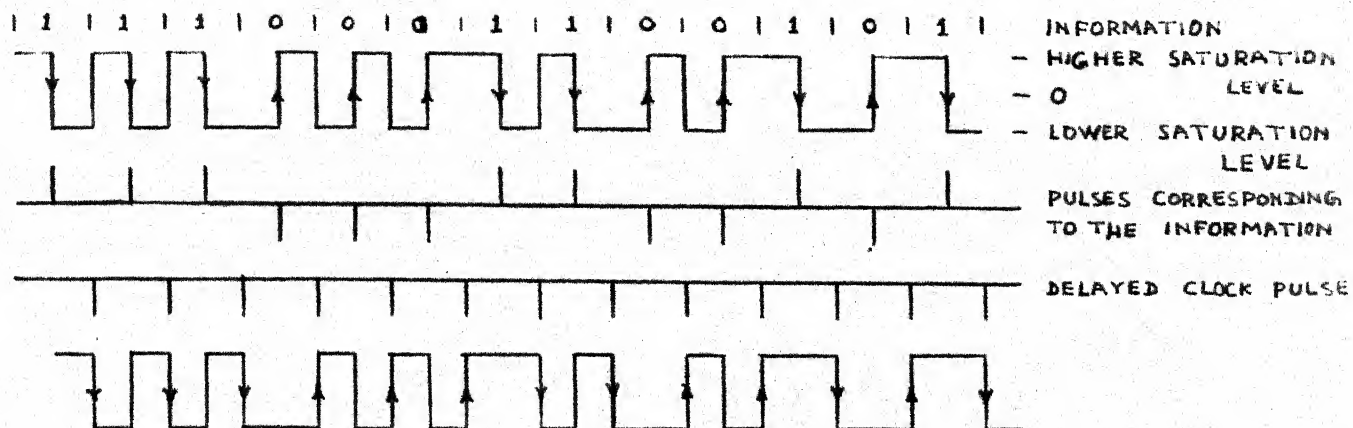 | 1 | 1 | 1 | 0 | 0 | 0 | 1 | 1 | 0 | 0 | 1 | 0 | 1 | INFORMATION
- HIGHER SATURATION
LEVEL
- 0
- LOWER SATURATION
LEVEL
PULSES CORRESPONDING
TO THE INFORMATION
DELAYED CLOCK PULSE